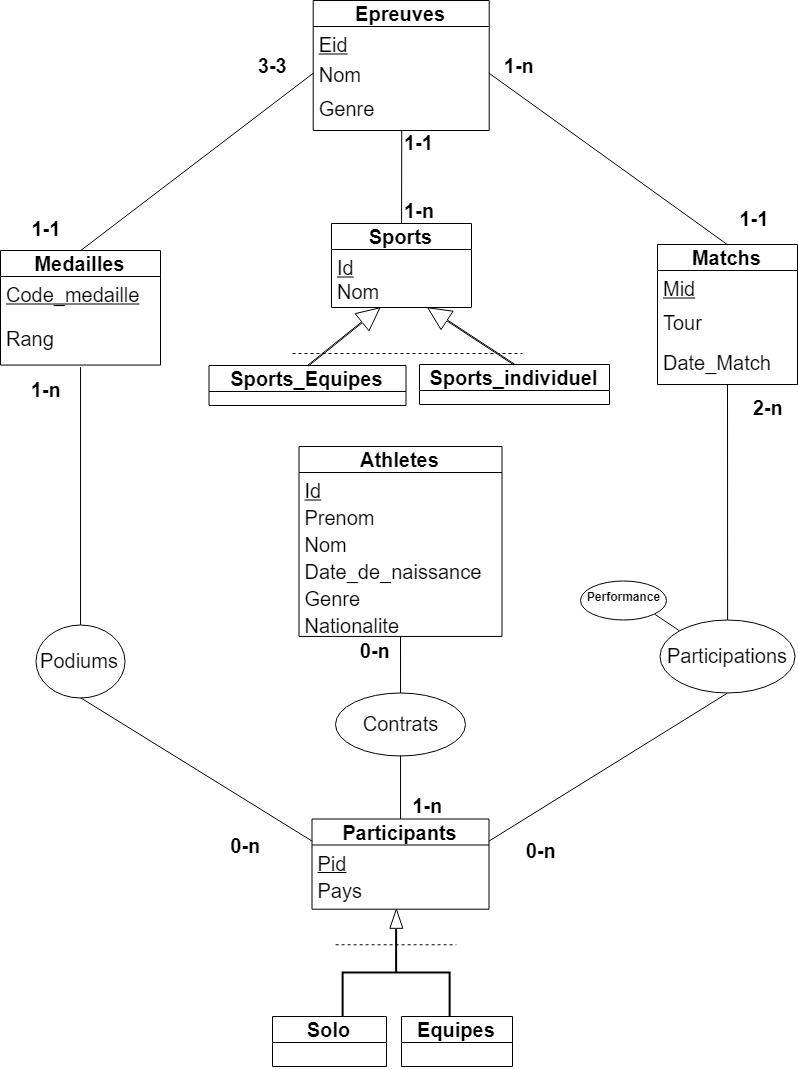 Epreuves
Eid
Nom
Genre
3-3
1-n
1-1
1-n
1-1
1-1
Sports
Id
Nom
Medailles
Code_medaille
Rang
Matchs
Mid
Tour
Date_Match
Sports_Equipes
Sports_individuel
1-n
2-n
Athletes
Id
Prenom
Nom
Date_de_naissance
Genre
Nationalite
0-n
Performance
Podiums
Participations
Contrats
1-n
0-n
0-n
Participants
Pid
Pays
Solo
Equipes